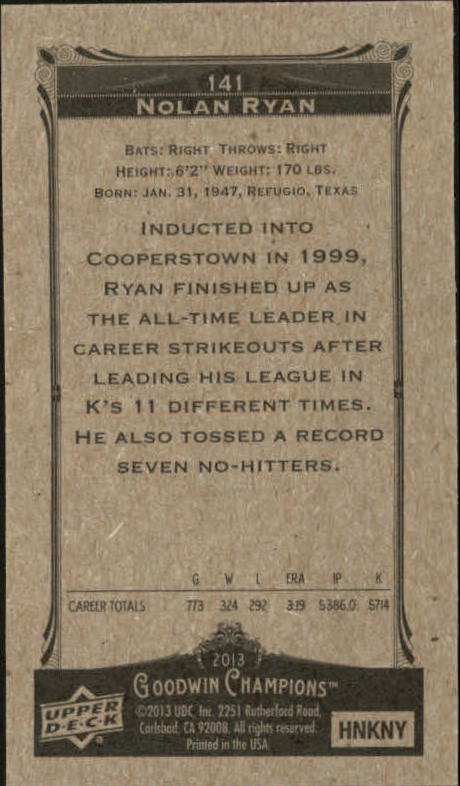 141
NOLAN RYAN
BATS: RIGHT THROWS: RIGHT
HEIGHT: 6'2" WEIGHT: 170 LBS.
BORN: JAN. 31, 1947, REFUGIO, TEXAS
INDUCTED INTO
COOPERSTOWN IN 1999,
RYAN FINISHED UP AS
THE ALL-TIME LEADER IN
CAREER STRIKEOUTS AFTER
LEADING HIS LEAGUE IN
K'S 11 DIFFERENT TIMES.
HE ALSO TOSSED A RECORD
SEVEN NO-HITTERS.
G W L ERA IP K
CAREER TOTALS 773 324 292 3.19 5386.0 5714
2013
GOODWIN CHAMPIONS™
UPPER
D·E·C·K
©2013 UDC, Inc. 2251 Rutherford Road,
Carlsbad, CA 92008. All rights reserved.
Printed in the USA
HNKNY